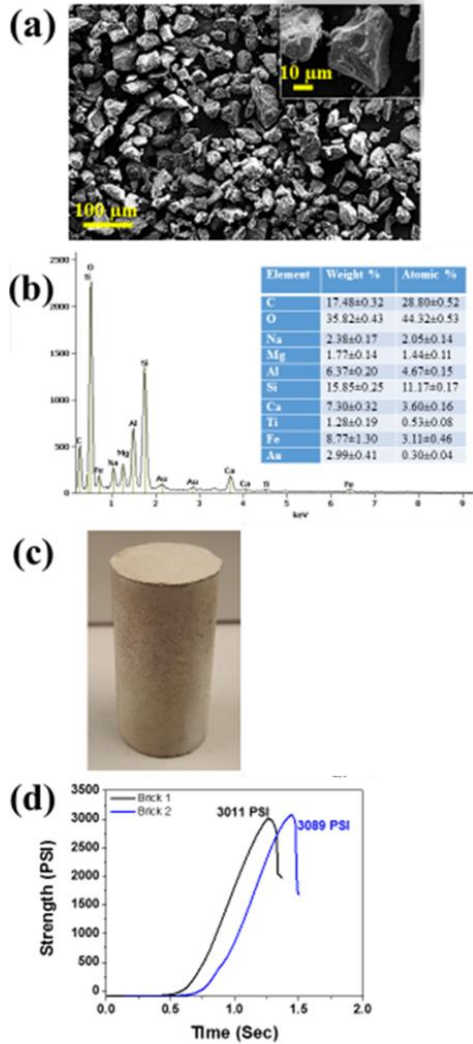 (a)
10 μm
100 μm
(b)
2500
2000
1500
1000
500
0
O
Si
Si
Al
C
Fe
Na
Mg
Au
Au
Ca
Ca
Ti
Fe
1 2 3 4 5 6 7 8 9
keV
Element Weight % Atomic %
C 17.48±0.32 28.80±0.52
O 35.82±0.43 44.32±0.53
Na 2.38±0.17 2.05±0.14
Mg 1.77±0.14 1.44±0.11
Al 6.37±0.20 4.67±0.15
Si 15.85±0.25 11.17±0.17
Ca 7.30±0.32 3.60±0.16
Ti 1.28±0.19 0.53±0.08
Fe 8.77±1.30 3.11±0.46
Au 2.99±0.41 0.30±0.04
(c)
(d)
Brick 1
Brick 2
3011 PSI
3089 PSI
Strength (PSI)
3500
3000
2500
2000
1500
1000
500
0
0.0 0.5 1.0 1.5 2.0
Time (Sec)